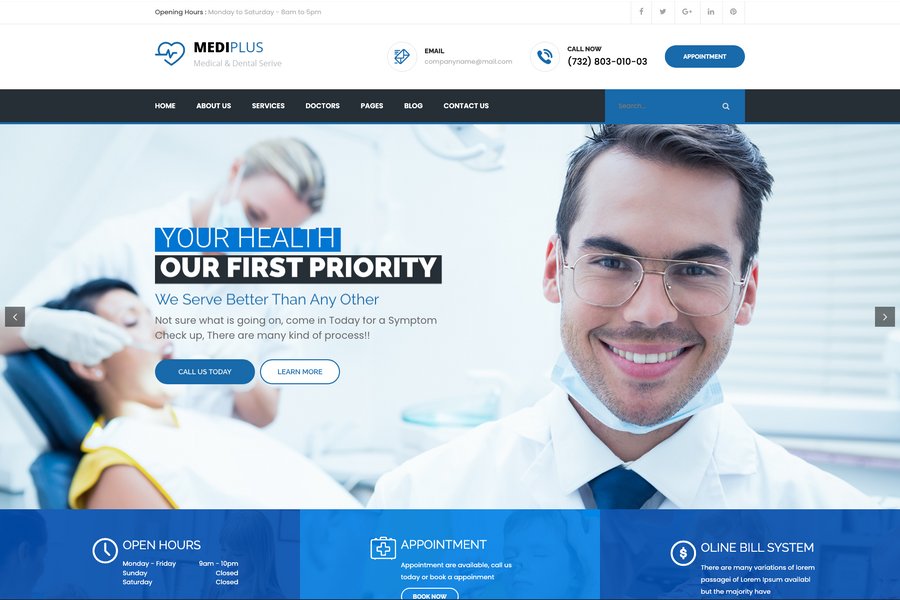 Opening Hours : Monday to Saturday - 8am to 5pm
MEDIPLUS
Medical & Dental Serive
EMAIL
companyname@mail.com
CALL NOW
(732) 803-010-03
APPOINTMENT
HOME ABOUT US SERVICES DOCTORS PAGES BLOG CONTACT US
Search...
YOUR HEALTH
OUR FIRST PRIORITY
We Serve Better Than Any Other
Not sure what is going on, come in Today for a Symptom
Check up, There are many kind of process!!
CALL US TODAY LEARN MORE
OPEN HOURS
Monday - Friday 9am - 10pm
Sunday Closed
Saturday Closed
APPOINTMENT
Appointment are available, call us
today or book a appoinment
BOOK NOW
OLINE BILL SYSTEM
There are many variations of lorem
passagei of Lorem Ipsum availabl
but the majority have